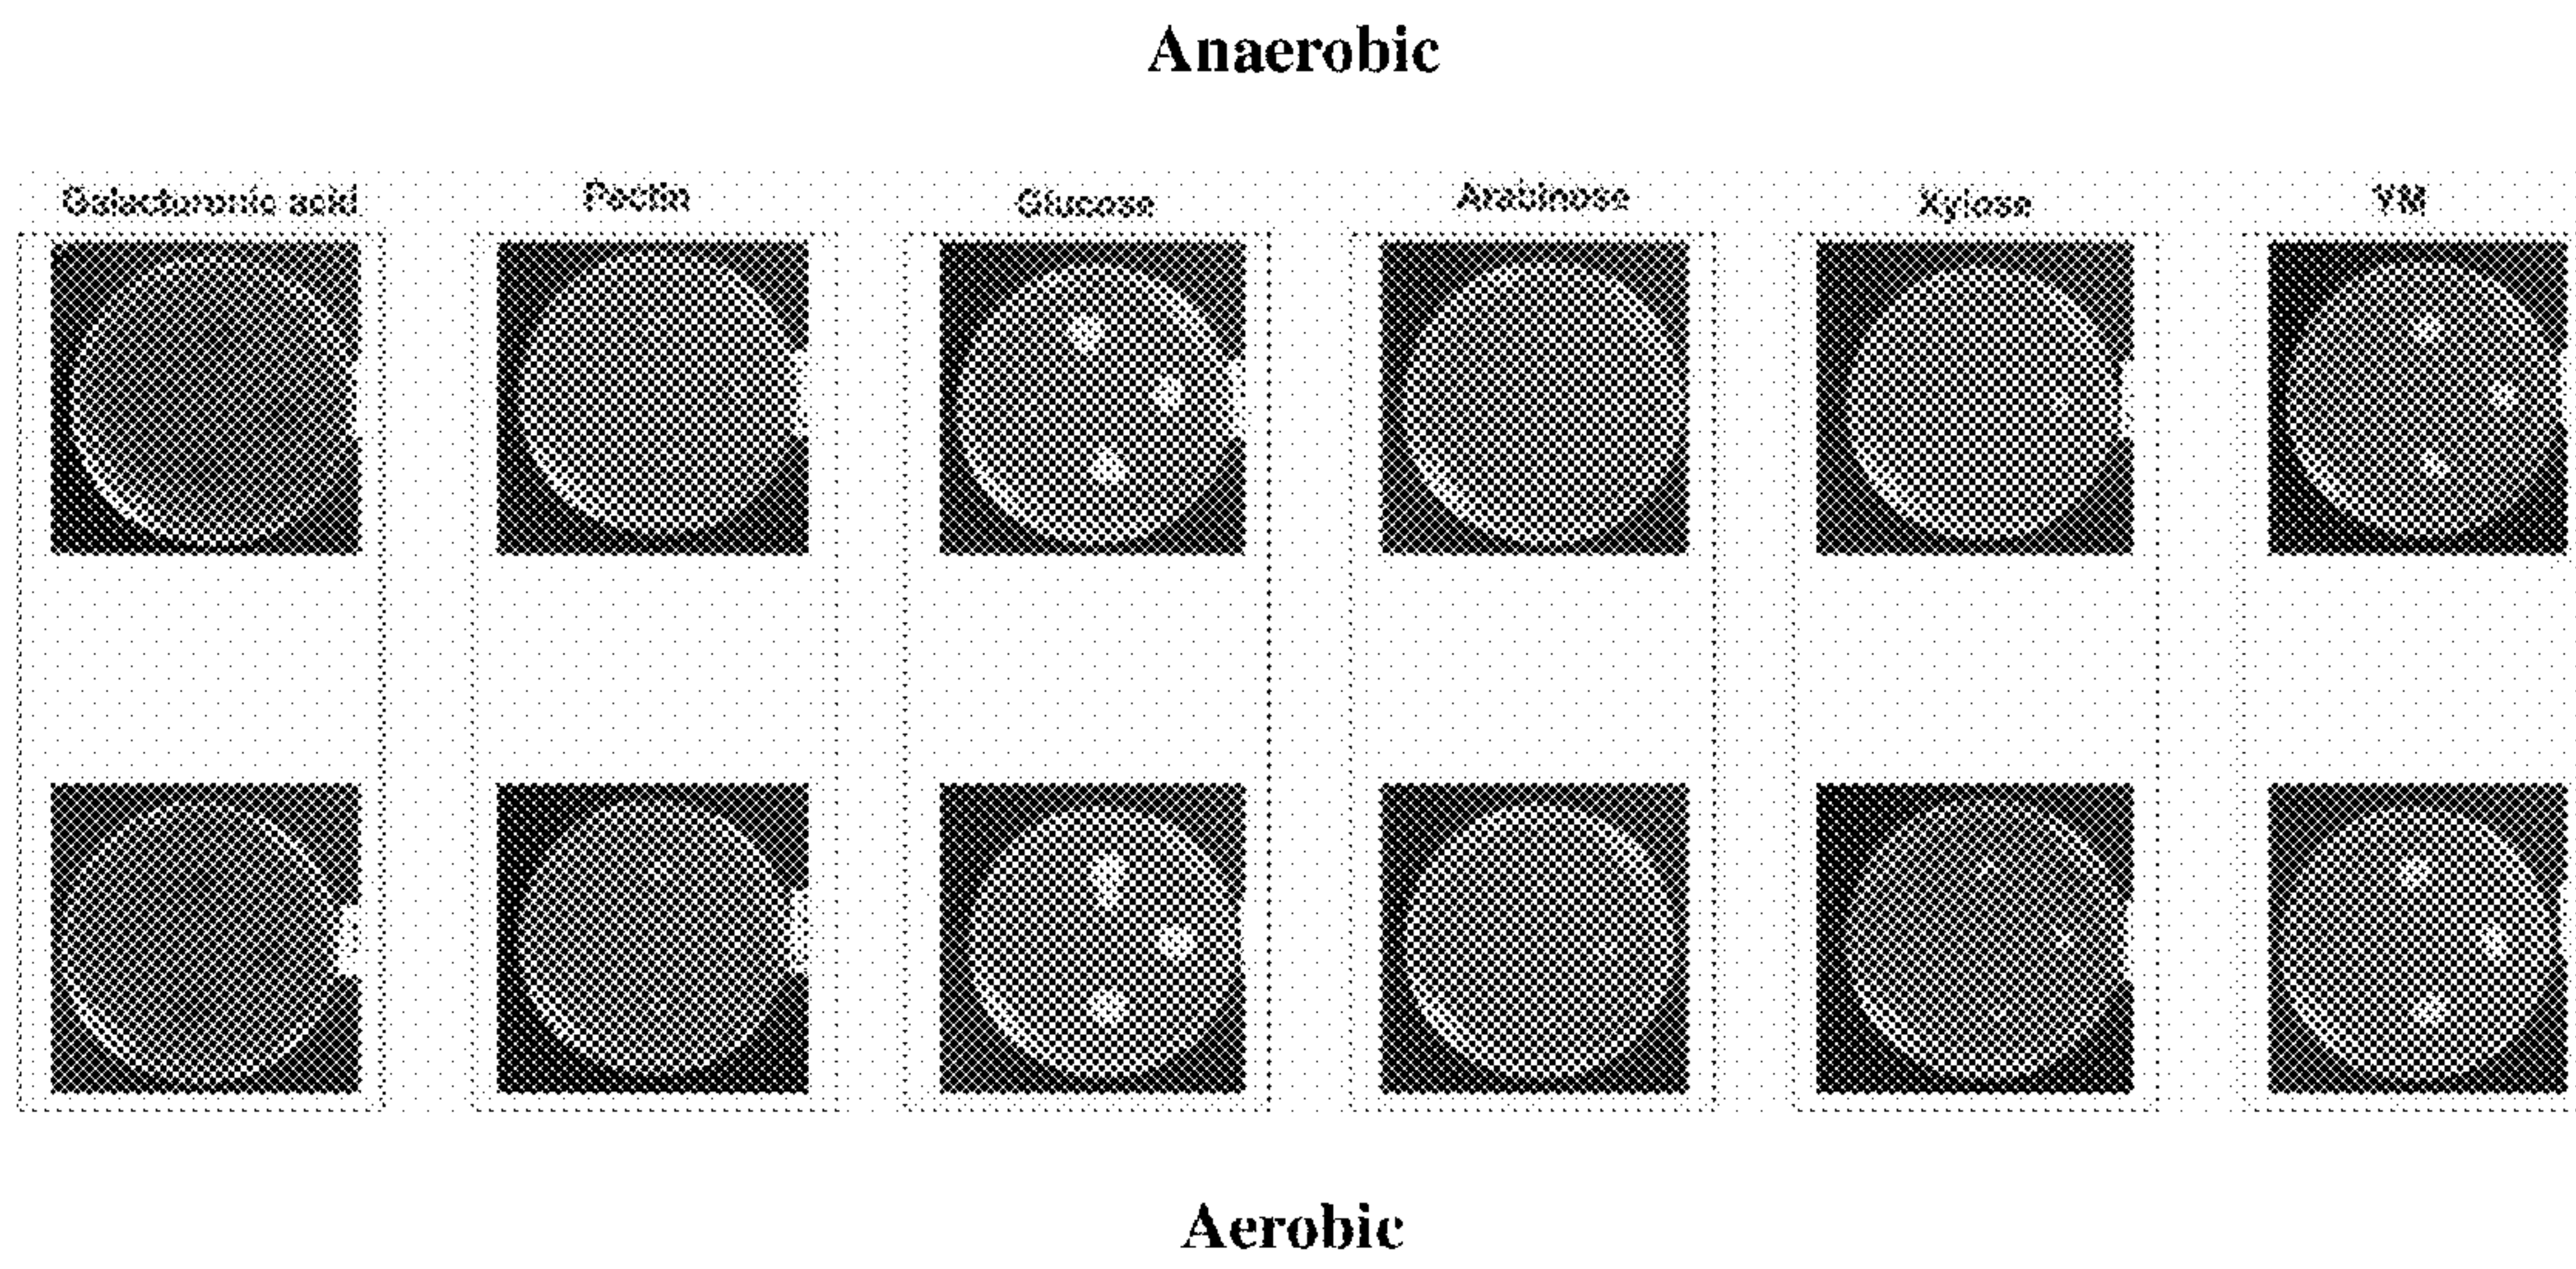 Anaerobic
Galacturonic acid
Pectin
Glucose
Arabinose
Xylose
YM
Aerobic